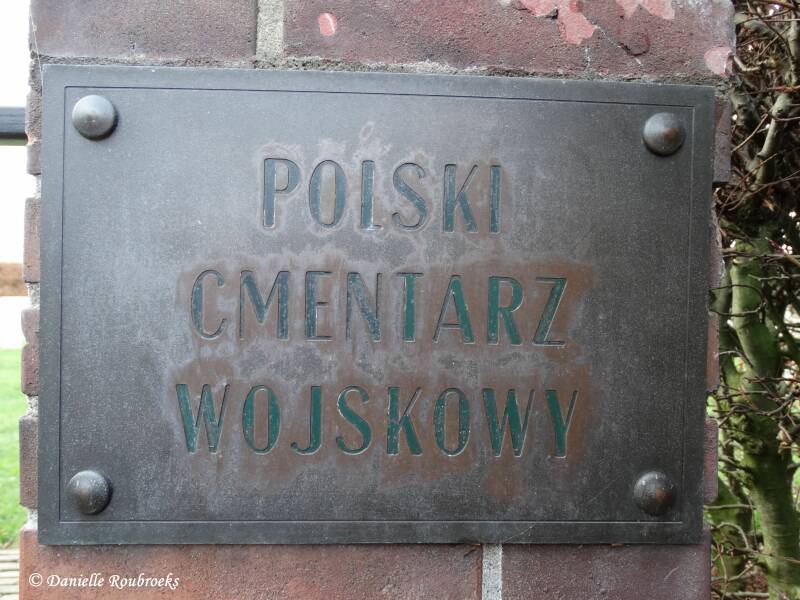 POLSKI
CMENTARZ
WOJSKOWY
© Danielle Roubroeks